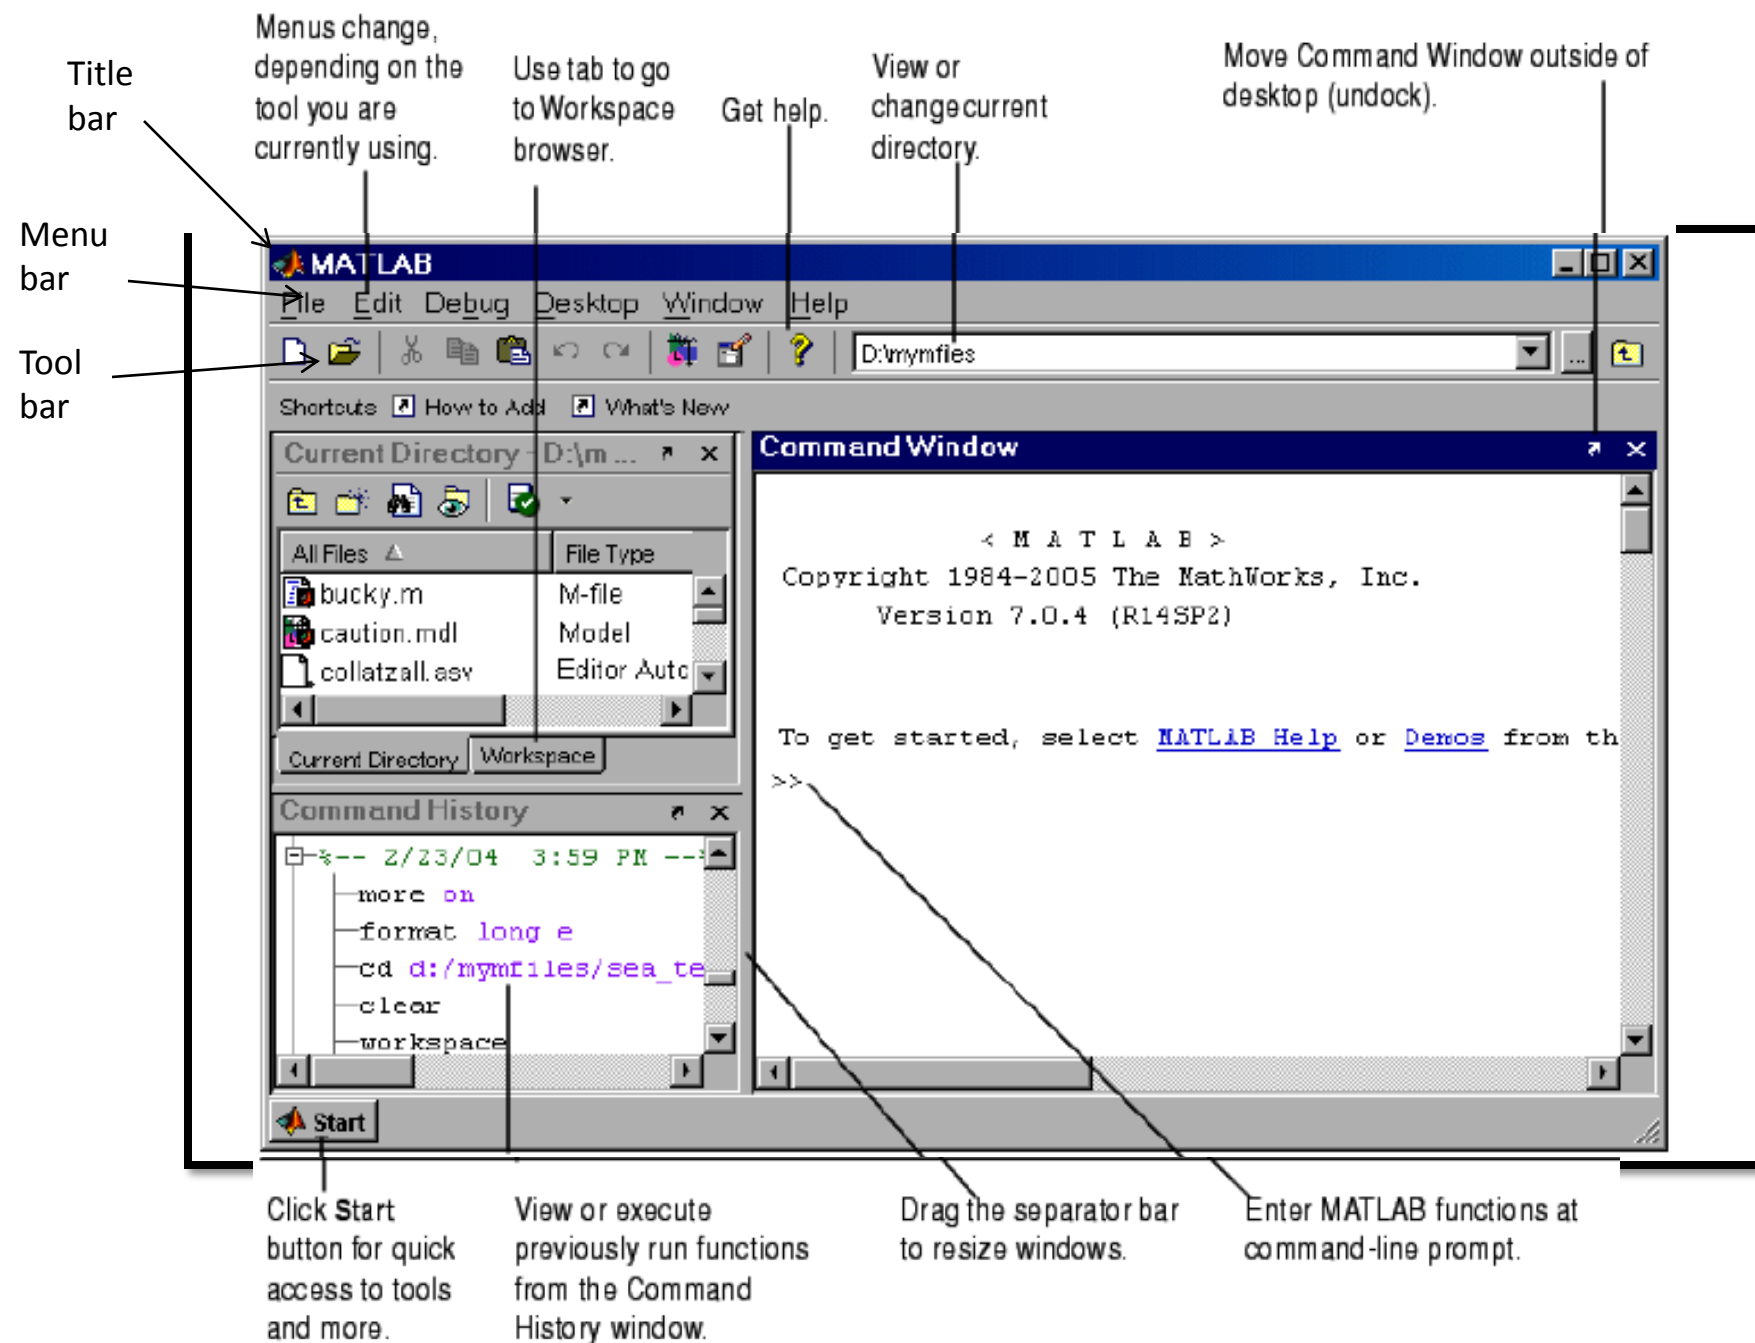 Menus change,
depending on the
tool you are
currently using.
Title
bar
Use tab to go
to Workspace
browser.
Get help.
View or
change current
directory.
Move Command Window outside of
desktop (undock).
Menu
bar
Tool
bar
MATLAB
File Edit Debug Desktop Window Help
D:\mymfiles
...
Shortcuts How to Add What's New
Current Directory - D:\m ...
All Files File Type
bucky.m M-file
caution.mdl Model
collatzall.asv Editor Auto
Current Directory Workspace
Command History
%-- 2/23/04 3:59 PM --%
more on
format long e
cd d:/mymfiles/sea_te
clear
workspace
Command Window
< M A T L A B >
Copyright 1984-2005 The MathWorks, Inc.
Version 7.0.4 (R14SP2)
To get started, select MATLAB Help or Demos from th
>>
Start
Click Start
button for quick
access to tools
and more.
View or execute
previously run functions
from the Command
History window.
Drag the separator bar
to resize windows.
Enter MATLAB functions at
command-line prompt.